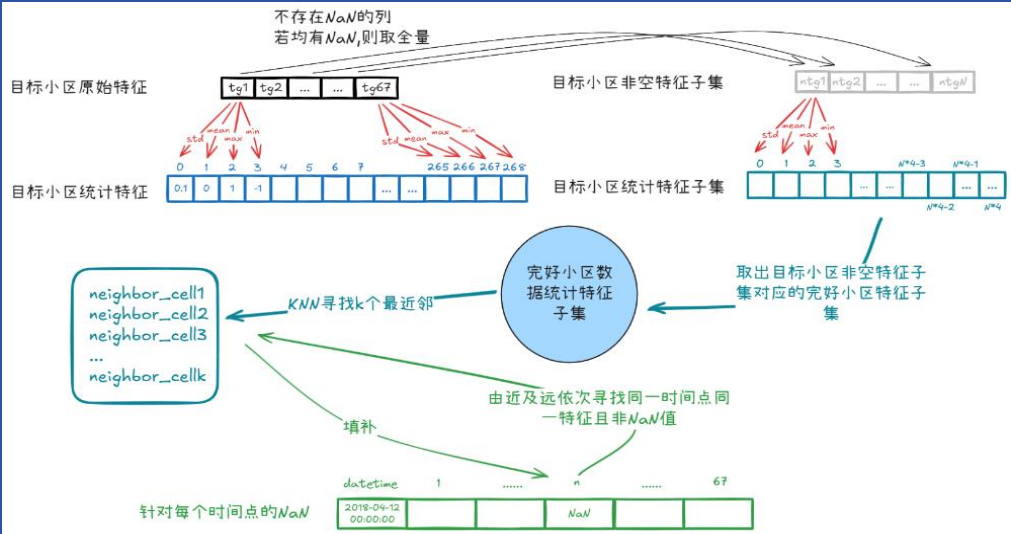 不存在NaN的列
若均有NaN,则取全量
目标小区原始特征
tg1 tg2 ... ... tg67
目标小区非空特征子集
ntg1 ntg2 ... ... ntgN
std mean max min
std mean max min
std mean max min
0 1 2 3 4 5 6 7 265 266 267 268
目标小区统计特征
0.1 0 1 -1 ... ...
0 1 2 3 N*4-3 N*4-1
目标小区统计特征子集
... ... ... ...
N*4-2 N*4
完好小区数
据统计特征
子集
取出目标小区非空特征子
集对应的完好小区特征子
集
KNN寻找k个最近邻
neighbor_cell1
neighbor_cell2
neighbor_cell3
...
neighbor_cellk
由近及远依次寻找同一时间点同
一特征且非NaN值
填补
datetime 1 ...... n ...... 67
针对每个时间点的NaN
2018-04-12
00:00:00
NaN